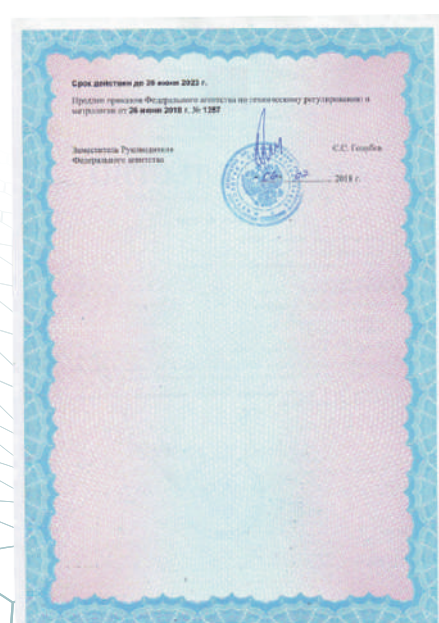 Срок действия до 26 июня 2023 г.
Продлен приказом Федерального агентства по техническому регулированию и
метрологии от 26 июня 2018 г. № 1287
Заместитель Руководителя
Федерального агентства
С.С. Голубев
2018 г.